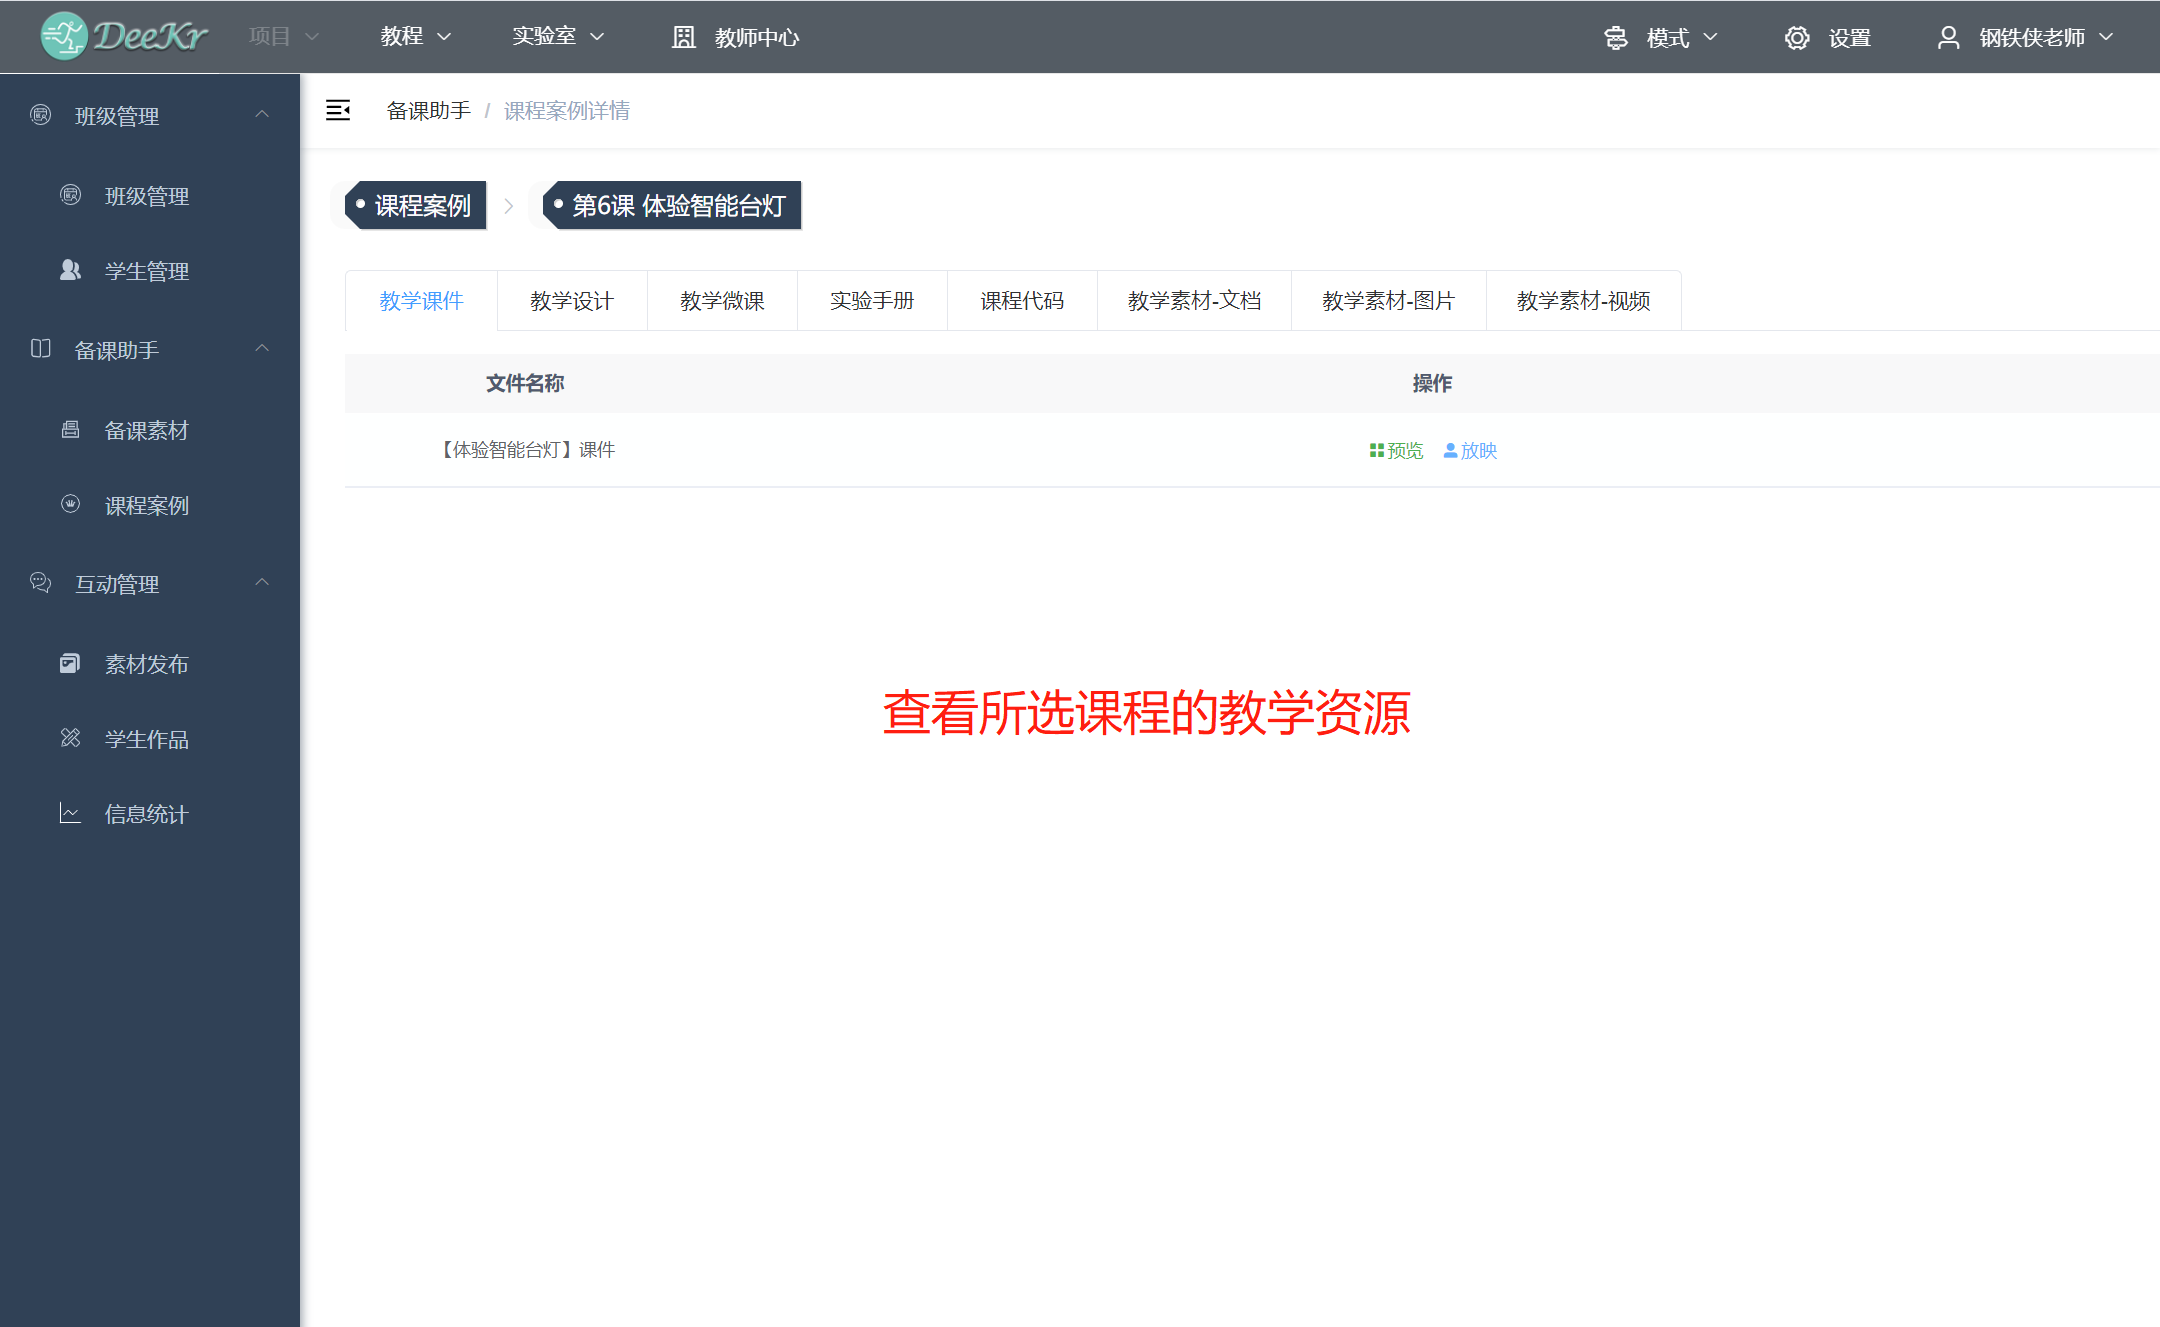 DeeKr 项目 教程 实验室 教师中心 模式 设置 钢铁侠老师
班级管理
班级管理
学生管理
备课助手
备课素材
课程案例
互动管理
素材发布
学生作品
信息统计
备课助手 / 课程案例详情
课程案例 第6课 体验智能台灯
教学课件 教学设计 教学微课 实验手册 课程代码 教学素材-文档 教学素材-图片 教学素材-视频
文件名称 操作
【体验智能台灯】课件 预览 放映
查看所选课程的教学资源